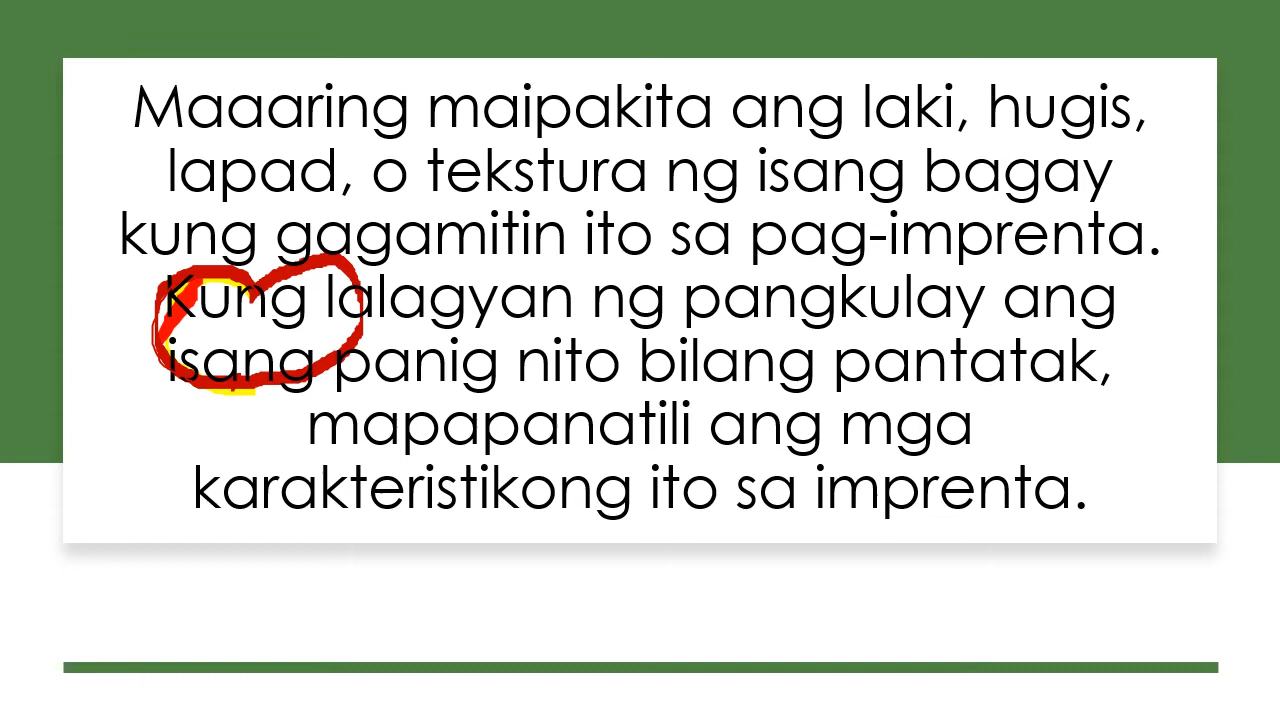 Maaaring maipakita ang laki, hugis,
lapad, o tekstura ng isang bagay
kung gagamitin ito sa pag-imprenta.
Kung lalagyan ng pangkulay ang
isang panig nito bilang pantatak,
mapapanatili ang mga
karakteristikong ito sa imprenta.